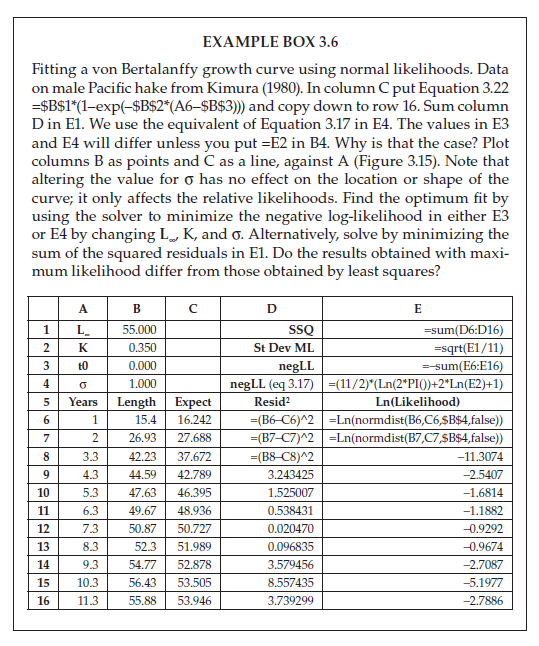 EXAMPLE BOX 3.6
Fitting a von Bertalanffy growth curve using normal likelihoods. Data
on male Pacific hake from Kimura (1980). In column C put Equation 3.22
=$B$1*(1–exp(–$B$2*(A6–$B$3))) and copy down to row 16. Sum column
D in E1. We use the equivalent of Equation 3.17 in E4. The values in E3
and E4 will differ unless you put =E2 in B4. Why is that the case? Plot
columns B as points and C as a line, against A (Figure 3.15). Note that
altering the value for σ has no effect on the location or shape of the
curve; it only affects the relative likelihoods. Find the optimum fit by
using the solver to minimize the negative log-likelihood in either E3
or E4 by changing L∞, K, and σ. Alternatively, solve by minimizing the
sum of the squared residuals in E1. Do the results obtained with maxi-
mum likelihood differ from those obtained by least squares?
A B C D E
1 L∞ 55.000 SSQ =sum(D6:D16)
2 K 0.350 St Dev ML =sqrt(E1/11)
3 t0 0.000 negLL =–sum(E6:E16)
4 σ 1.000 negLL (eq 3.17) =(11/2)*(Ln(2*PI())+2*Ln(E2)+1)
5 Years Length Expect Resid² Ln(Likelihood)
6 1 15.4 16.242 =(B6–C6)^2 =Ln(normdist(B6,C6,$B$4,false))
7 2 26.93 27.688 =(B7–C7)^2 =Ln(normdist(B7,C7,$B$4,false))
8 3.3 42.23 37.672 =(B8–C8)^2 –11.3074
9 4.3 44.59 42.789 3.243425 –2.5407
10 5.3 47.63 46.395 1.525007 –1.6814
11 6.3 49.67 48.936 0.538431 –1.1882
12 7.3 50.87 50.727 0.020470 –0.9292
13 8.3 52.3 51.989 0.096835 –0.9674
14 9.3 54.77 52.878 3.579456 –2.7087
15 10.3 56.43 53.505 8.557435 –5.1977
16 11.3 55.88 53.946 3.739299 –2.7886